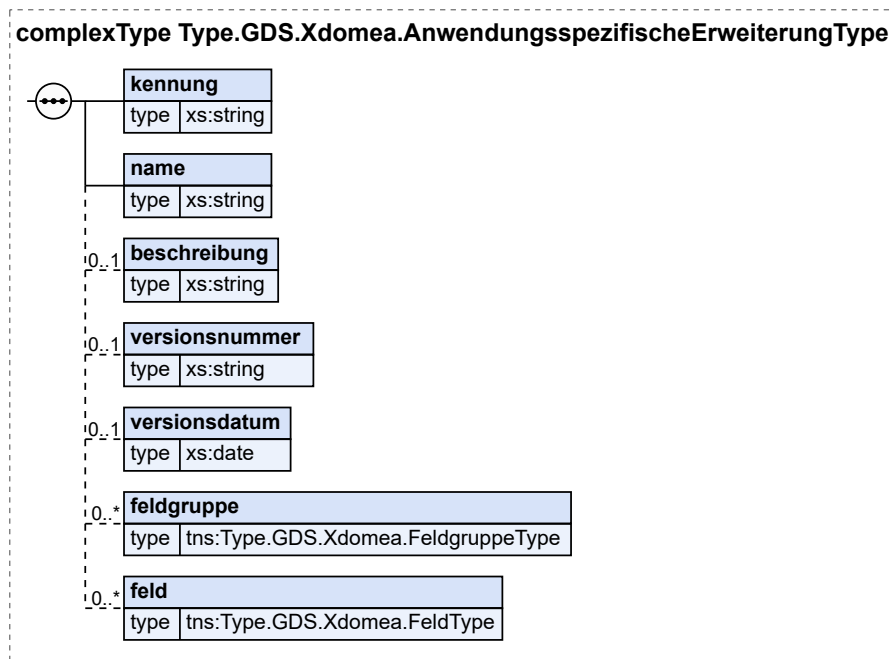 complexType Type.GDS.Xdomea.AnwendungsspezifischeErweiterungType
kennung
type xs:string
name
type xs:string
0..1 beschreibung
type xs:string
0..1 versionsnummer
type xs:string
0..1 versionsdatum
type xs:date
0..* feldgruppe
type tns:Type.GDS.Xdomea.FeldgruppeType
0..* feld
type tns:Type.GDS.Xdomea.FeldType